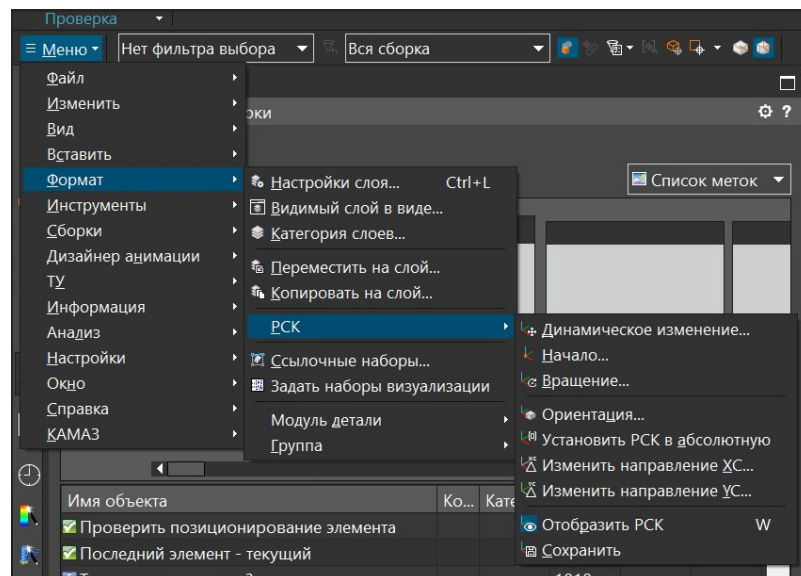 Проверка
Меню
Нет фильтра выбора
Вся сборка
Файл
Изменить
Вид
Вставить
Формат
Инструменты
Сборки
Дизайнер анимации
ТУ
Информация
Анализ
Настройки
Окно
Справка
КАМАЗ
?
Список меток
Настройки слоя... Ctrl+L
Видимый слой в виде...
Категория слоев...
Переместить на слой...
Копировать на слой...
РСК
Ссылочные наборы...
Задать наборы визуализации
Модуль детали
Группа
Динамическое изменение...
Начало...
Вращение...
Ориентация...
Установить РСК в абсолютную
Изменить направление XC...
Изменить направление YC...
Отобразить РСК W
Сохранить
Имя объекта Ко... Кате
Проверить позиционирование элемента
Последний элемент - текущий